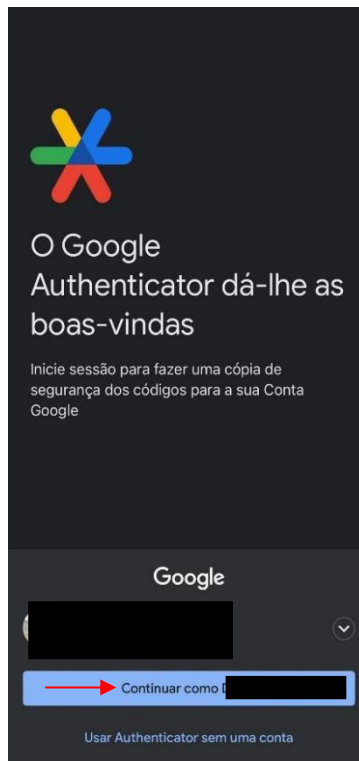 O Google
Authenticator dá-lhe as
boas-vindas
Inicie sessão para fazer uma cópia de
segurança dos códigos para a sua Conta
Google
Google
Continuar como
Usar Authenticator sem uma conta